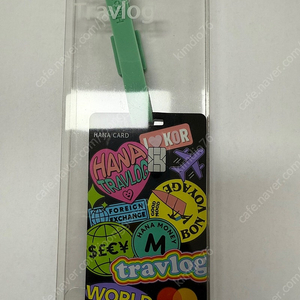 Travlog
HANA CARD
I ♥ KOR
HANA
TRAVLOG
FOREIGN
EXCHANGE
BON VOYAGE
$£€¥
HANA MONEY
M
travlog
WORLD